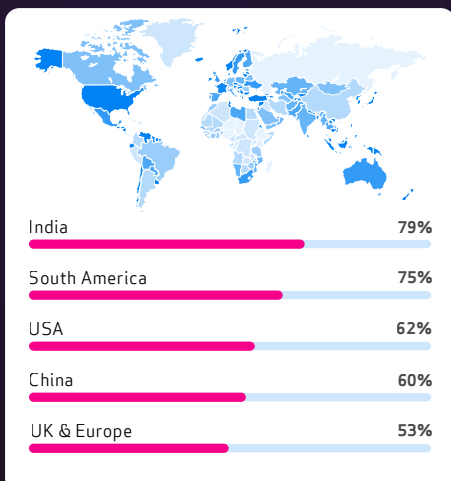 India
79%
South America
75%
USA
62%
China
60%
UK & Europe
53%